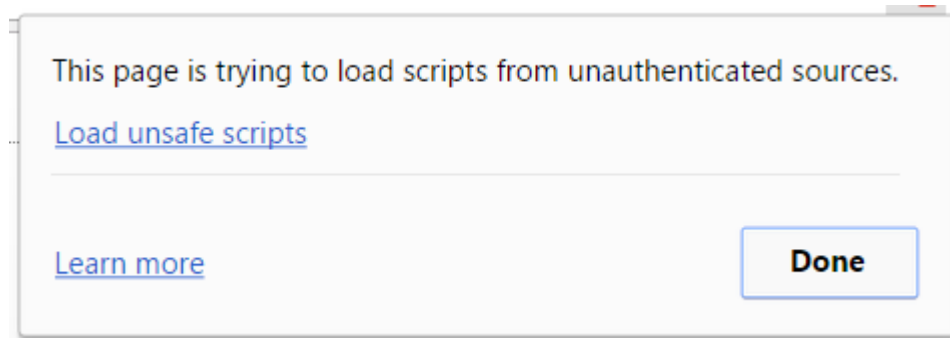 This page is trying to load scripts from unauthenticated sources.
Load unsafe scripts
Learn more
Done